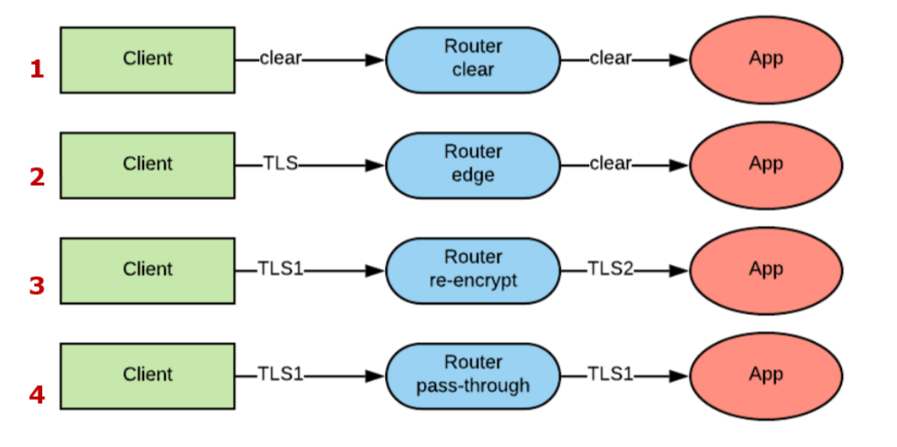 1
Client
clear
Router
clear
clear
App
2
Client
TLS
Router
edge
clear
App
3
Client
TLS1
Router
re-encrypt
TLS2
App
4
Client
TLS1
Router
pass-through
TLS1
App